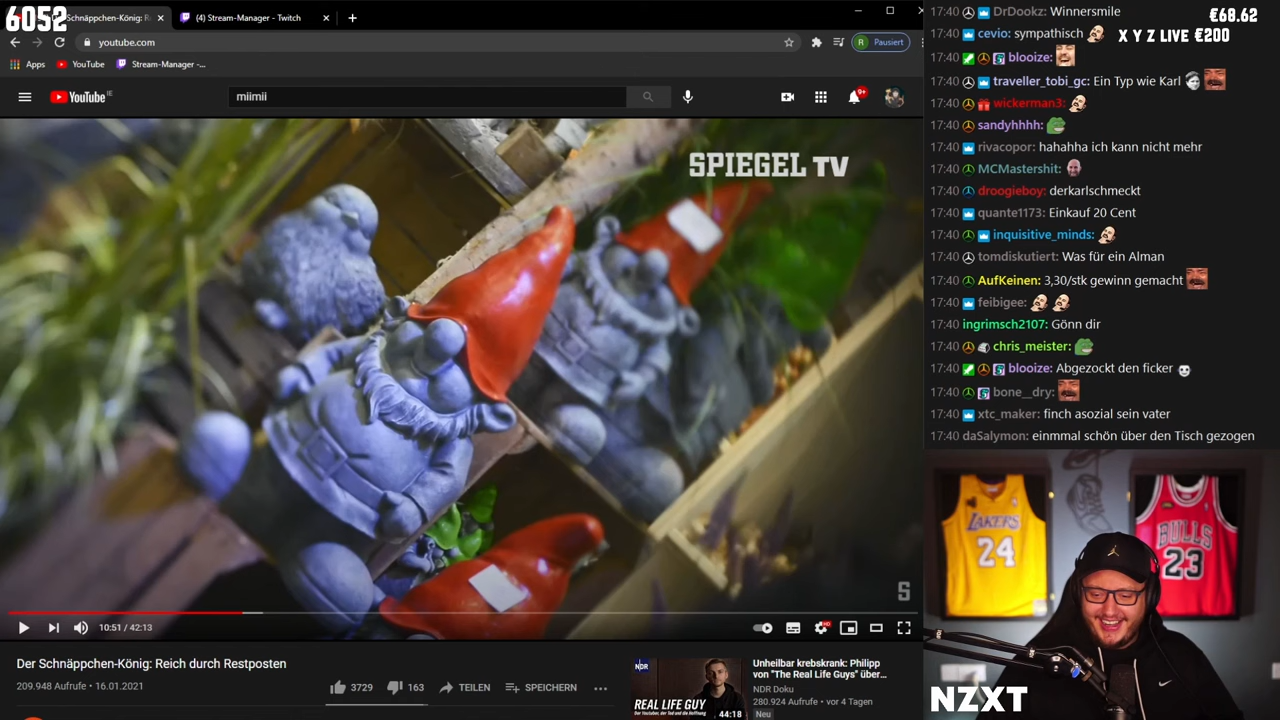 6052
Schnäppchen-König: R
(4) Stream-Manager - Twitch
youtube.com
R Pausiert
Apps
YouTube
Stream-Manager -...
YouTube IE
miimii
9+
SPIEGEL TV
S
10:51 / 42:13
HD
Der Schnäppchen-König: Reich durch Restposten
209.948 Aufrufe • 16.01.2021
3729
163
TEILEN
SPEICHERN
NDR
REAL LIFE GUY
44:18
Unheilbar krebskrank: Philipp
von "The Real Life Guys" über...
NDR Doku
280.924 Aufrufe • vor 4 Tagen
Neu
17:40 DrDookz: Winnersmile
€68.62
17:40 cevio: sympathisch
X Y Z LIVE €200
17:40 blooize:
17:40 traveller_tobi_gc: Ein Typ wie Karl
17:40 wickerman3:
17:40 sandyhhhh:
17:40 rivacopor: hahahha ich kann nicht mehr
17:40 MCMastershit:
17:40 droogieboy: derkarlschmeckt
17:40 quante1173: Einkauf 20 Cent
17:40 inquisitive_minds:
17:40 tomdiskutiert: Was für ein Alman
17:40 AufKeinen: 3,30/stk gewinn gemacht
17:40 feibigee:
17:40 ingrimsch2107: Gönn dir
17:40 chris_meister:
17:40 blooize: Abgezockt den ficker
17:40 bone__dry:
17:40 xtc_maker: finch asozial sein vater
17:40 daSalymon: einmmal schön über den Tisch gezogen
LAKERS
24
BULLS
23
NZXT